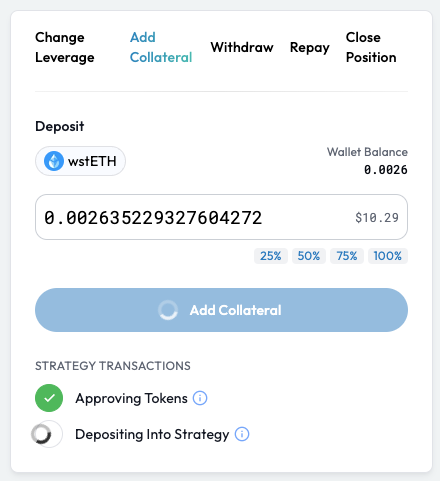 Change Leverage
Add Collateral
Withdraw
Repay
Close Position
Deposit
wstETH
Wallet Balance
0.0026
0.002635229327604272
$10.29
25% 50% 75% 100%
Add Collateral
STRATEGY TRANSACTIONS
Approving Tokens
Depositing Into Strategy